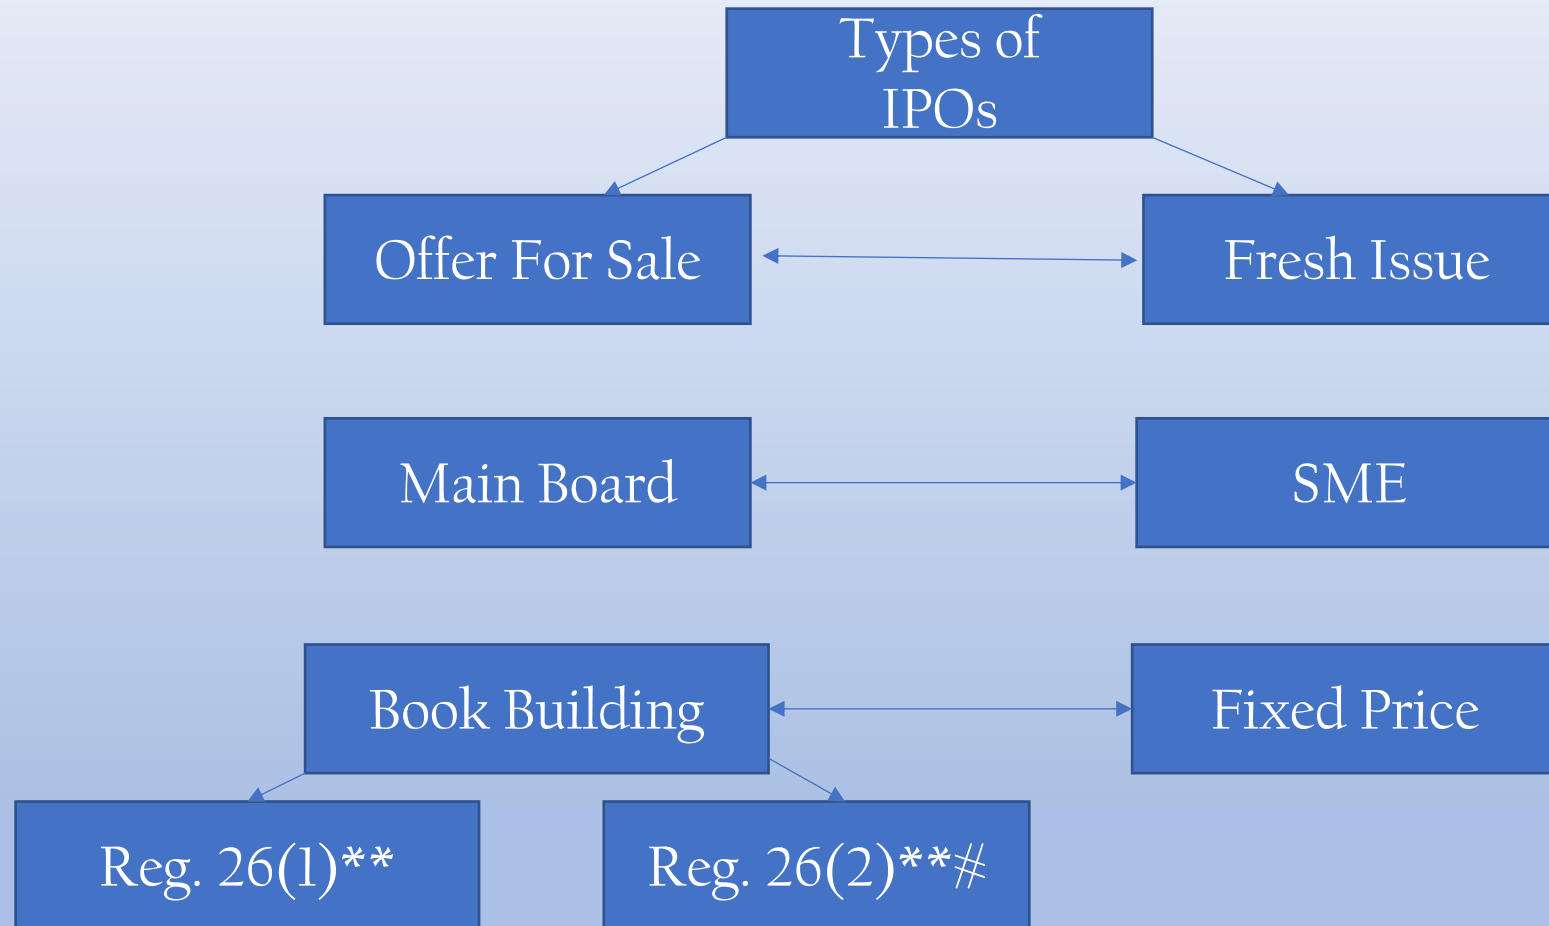 Types of
IPOs
Offer For Sale
Fresh Issue
Main Board
SME
Book Building
Fixed Price
Reg. 26(1)**
Reg. 26(2)**#